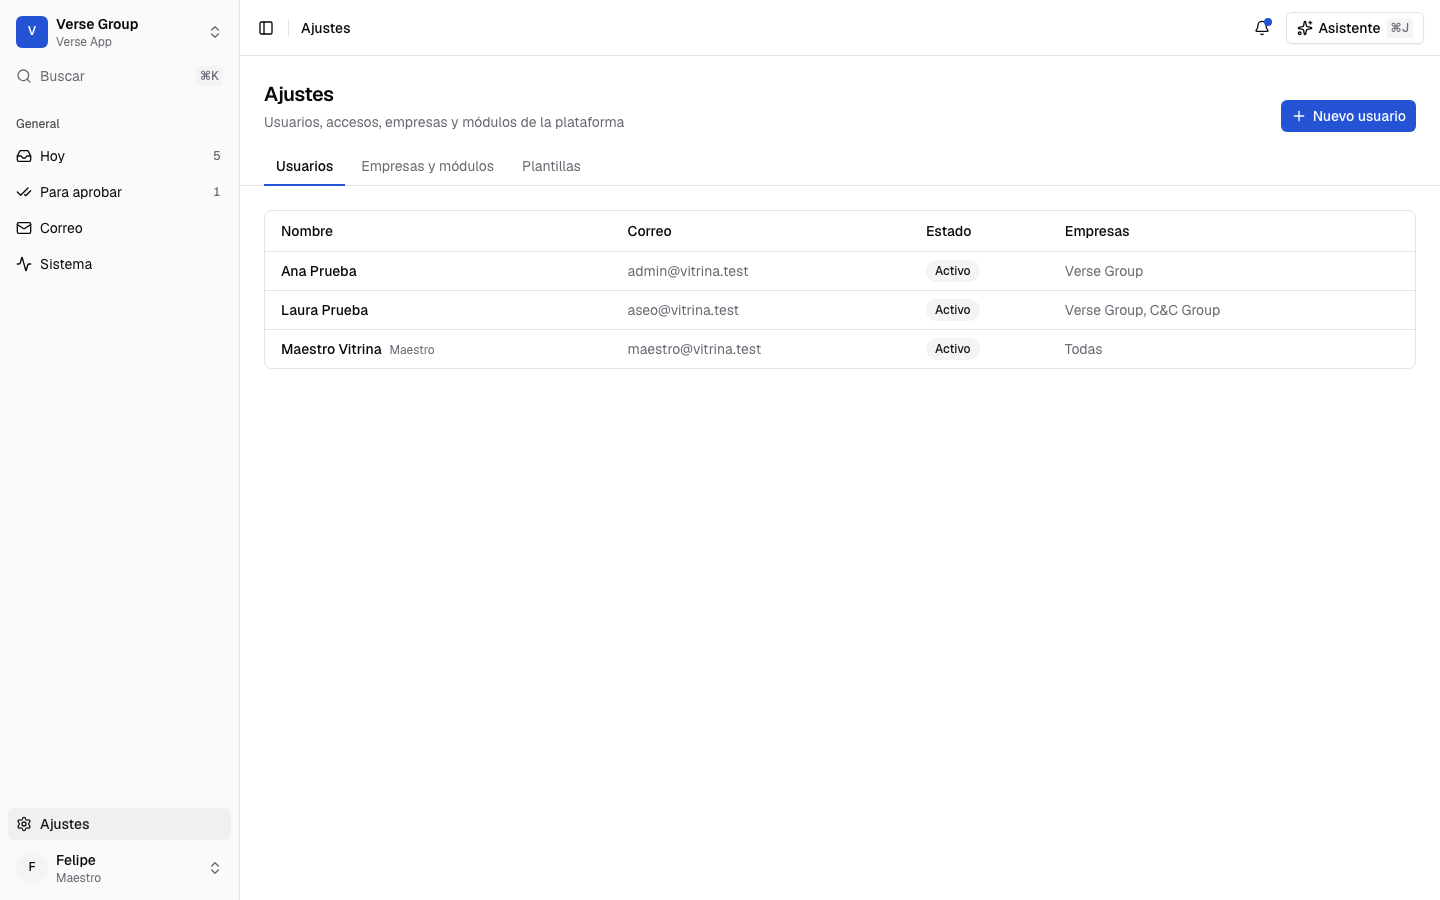 Verse Group
Verse App
V
Buscar ⌘K
General
Hoy 5
Para aprobar 1
Correo
Sistema
Ajustes
F
Felipe
Maestro
Ajustes
Asistente ⌘J
Ajustes
Usuarios, accesos, empresas y módulos de la plataforma
Nuevo usuario
Usuarios Empresas y módulos Plantillas
Nombre Correo Estado Empresas
Ana Prueba admin@vitrina.test Activo Verse Group
Laura Prueba aseo@vitrina.test Activo Verse Group, C&C Group
Maestro Vitrina Maestro maestro@vitrina.test Activo Todas